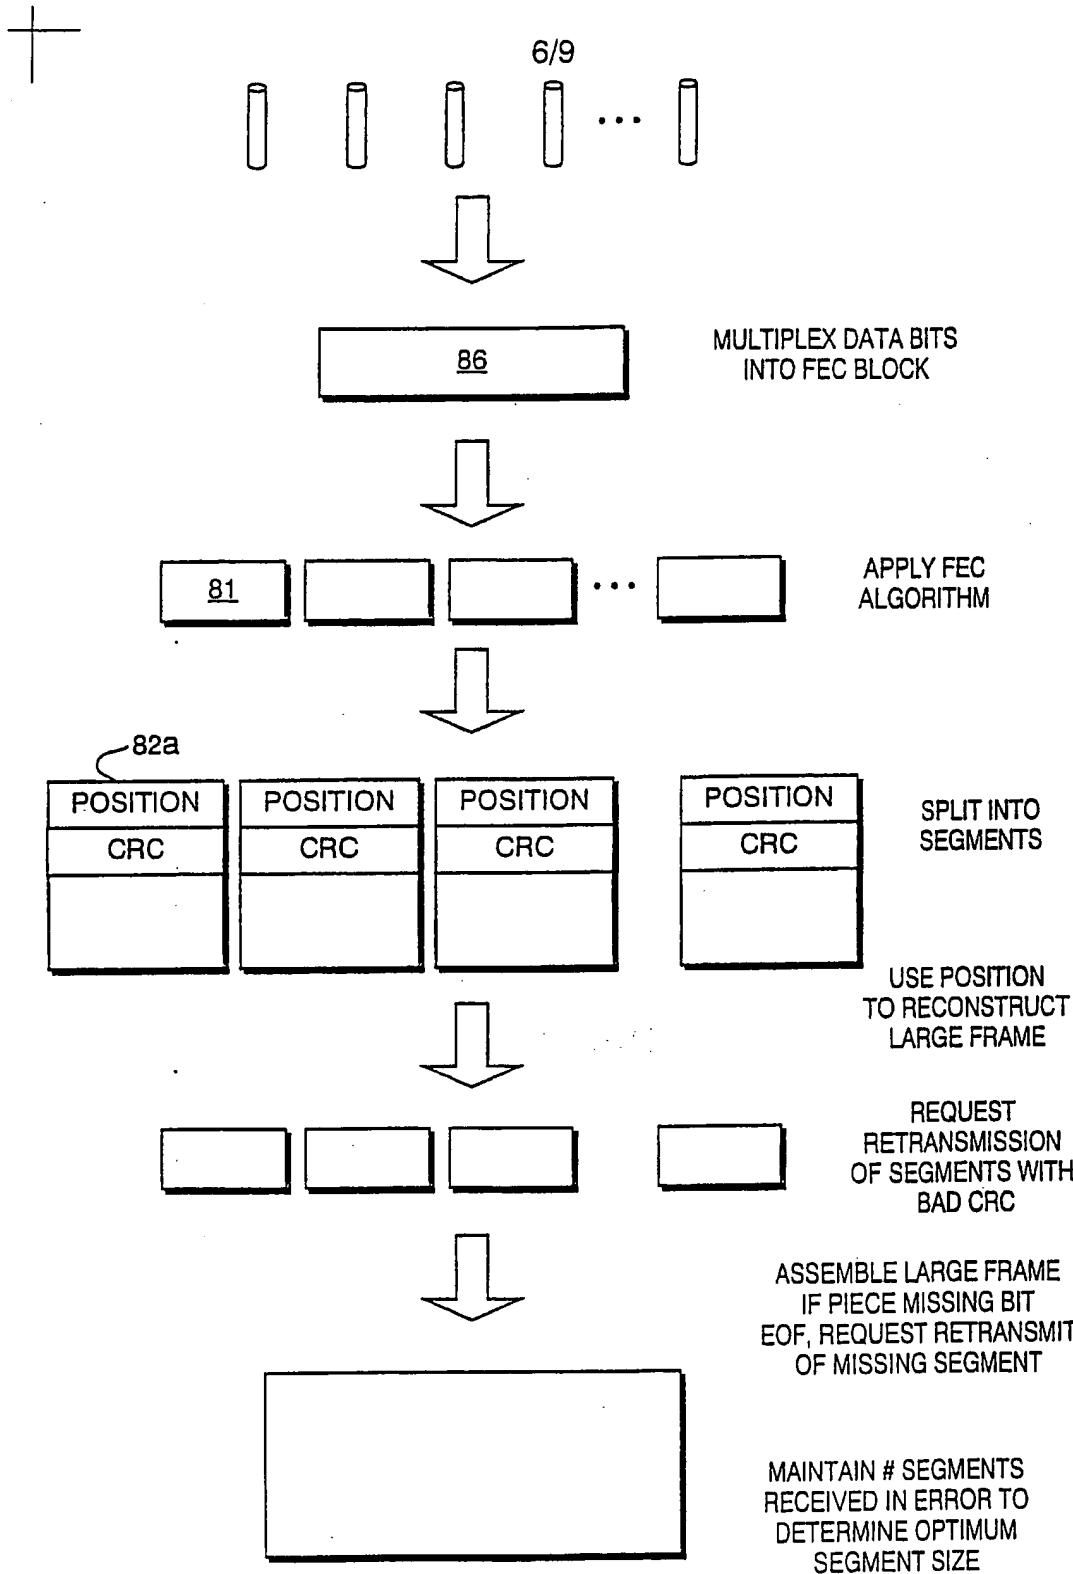 6/9
86
MULTIPLEX DATA BITS
INTO FEC BLOCK
81
APPLY FEC
ALGORITHM
82a
POSITION
CRC
POSITION
CRC
POSITION
CRC
POSITION
CRC
SPLIT INTO
SEGMENTS
USE POSITION
TO RECONSTRUCT
LARGE FRAME
REQUEST
RETRANSMISSION
OF SEGMENTS WITH
BAD CRC
ASSEMBLE LARGE FRAME
IF PIECE MISSING BIT
EOF, REQUEST RETRANSMIT
OF MISSING SEGMENT
MAINTAIN # SEGMENTS
RECEIVED IN ERROR TO
DETERMINE OPTIMUM
SEGMENT SIZE